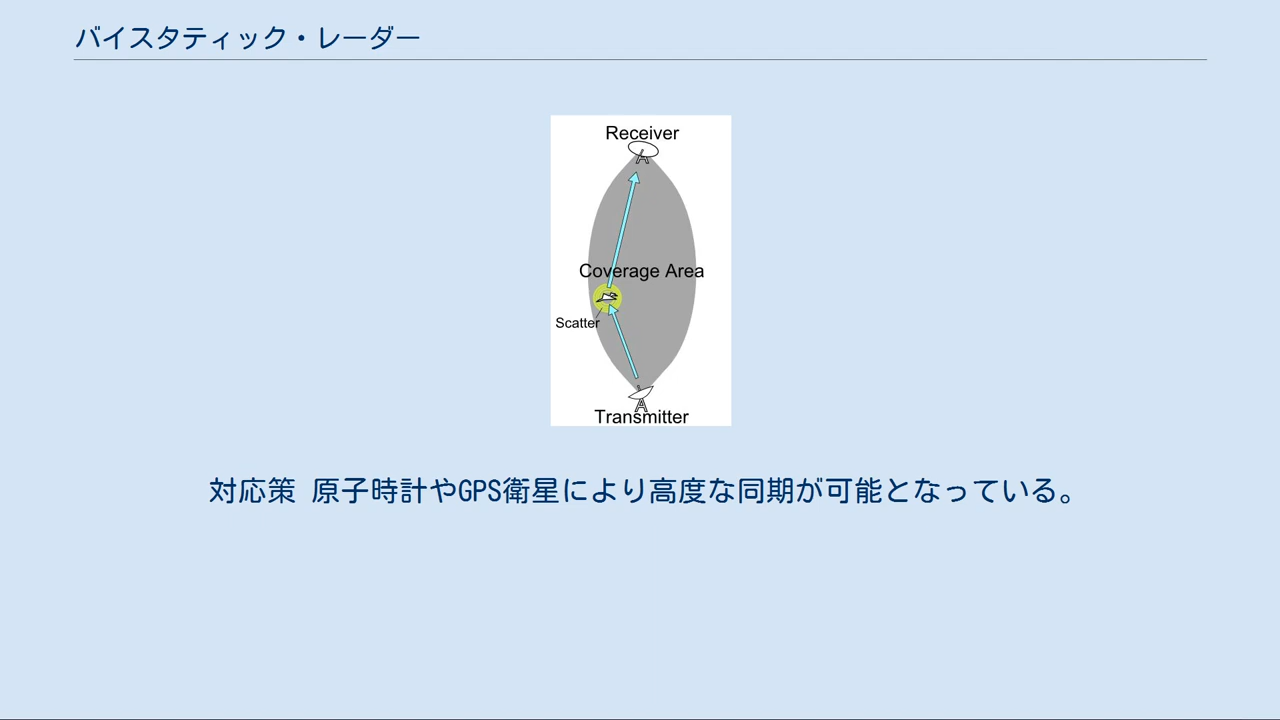 バイスタティック・レーダー
Receiver
Coverage Area
Scatter
Transmitter
対応策 原子時計やGPS衛星により高度な同期が可能となっている。